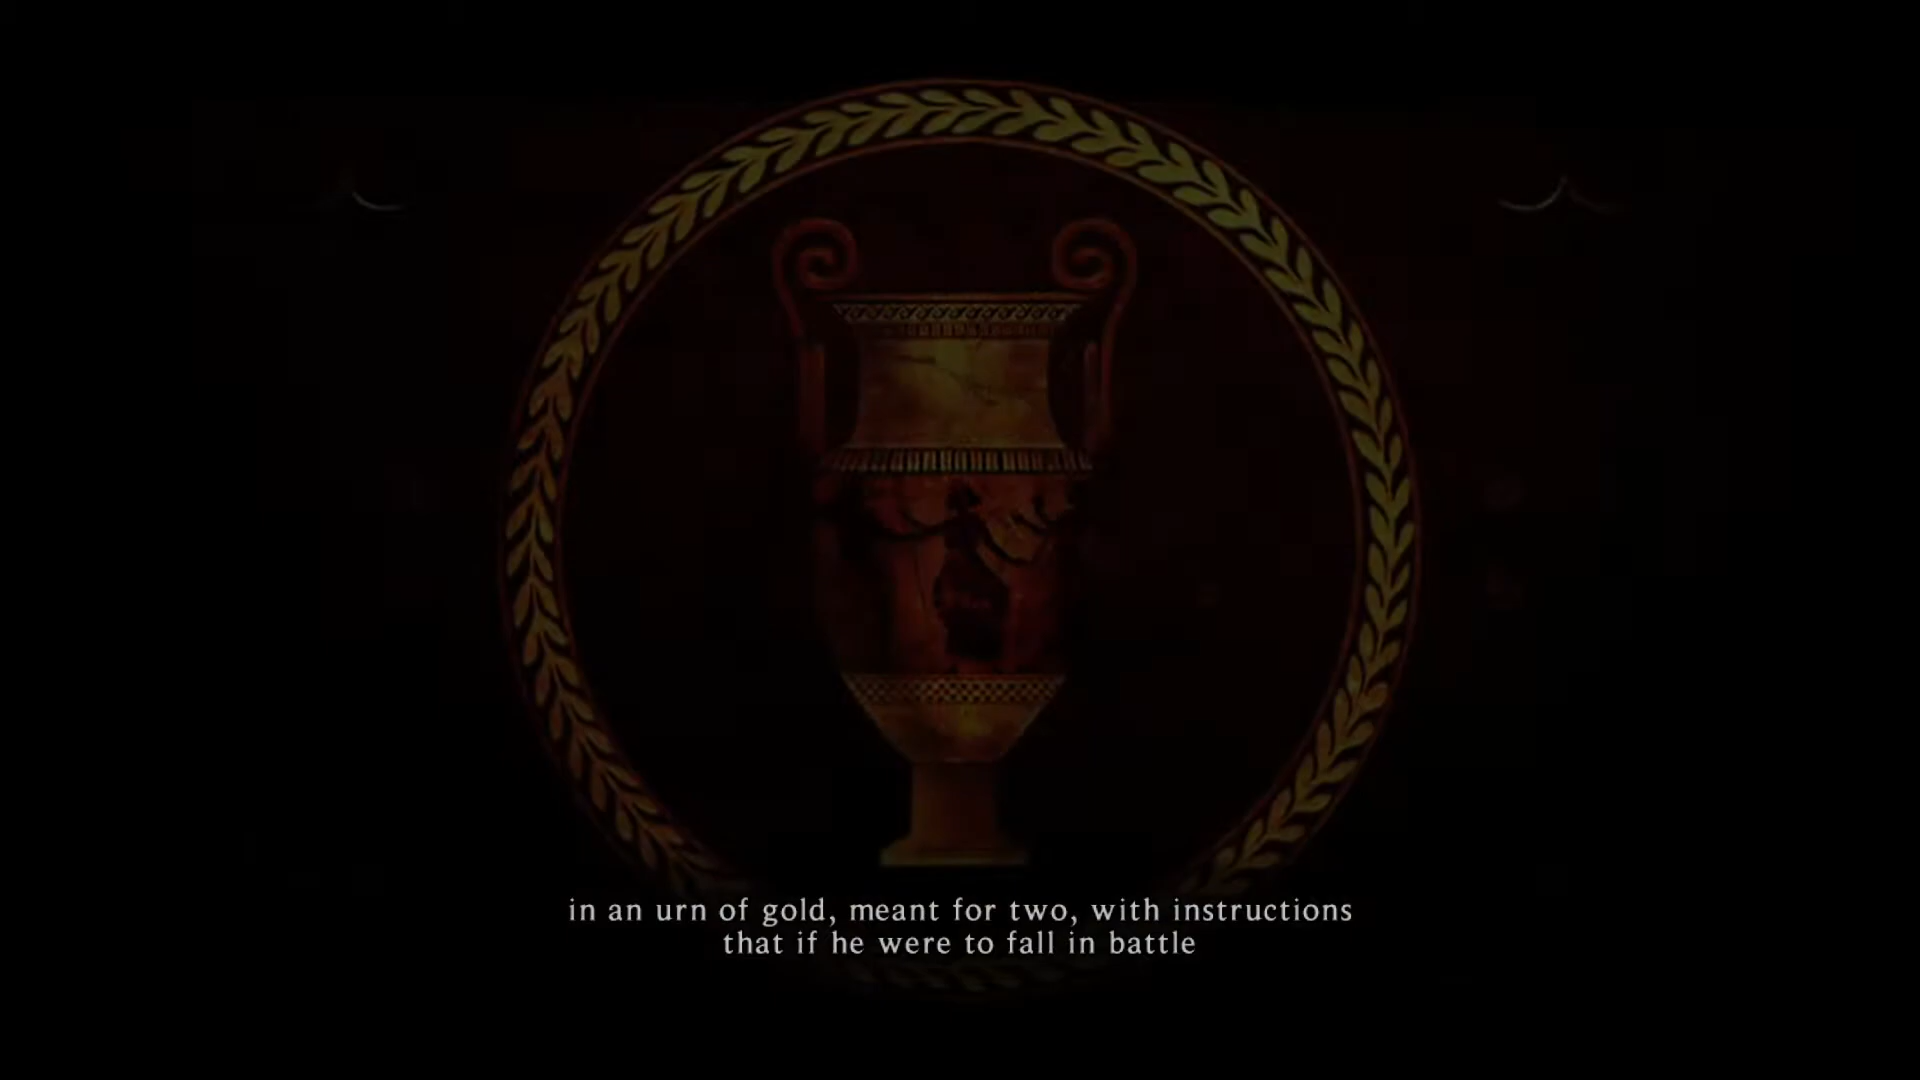 in an urn of gold, meant for two, with instructions
that if he were to fall in battle